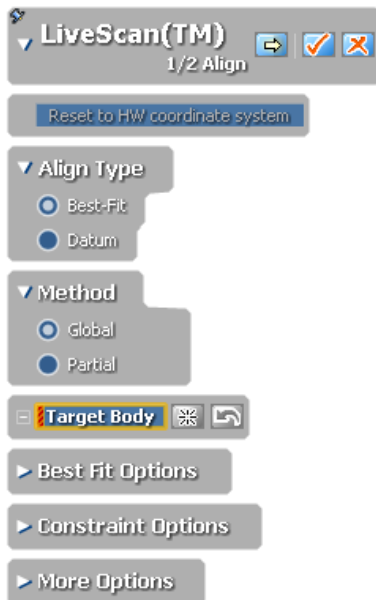 LiveScan(TM)
1/2 Align
Reset to HW coordinate system
Align Type
Best-Fit
Datum
Method
Global
Partial
Target Body
Best Fit Options
Constraint Options
More Options